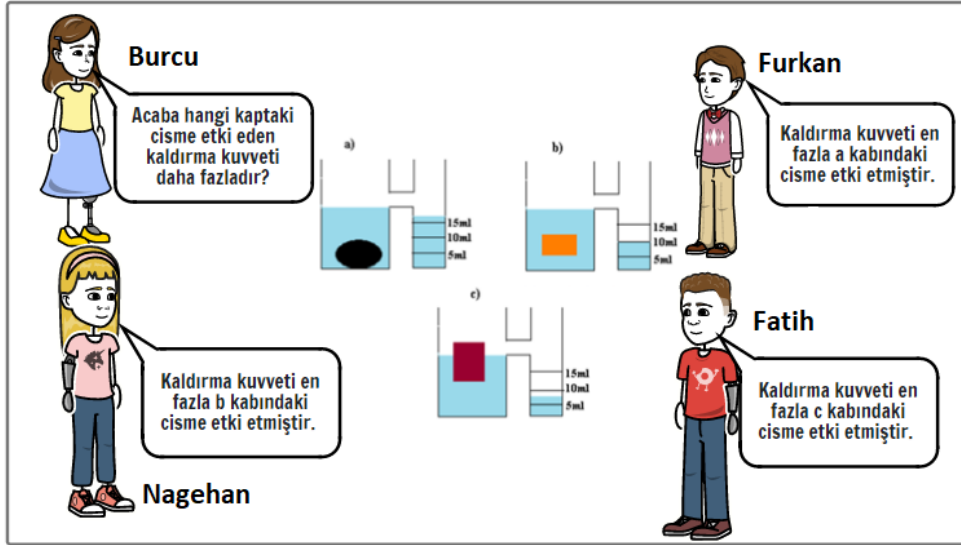 Burcu
Acaba hangi kaptaki
cisme etki eden
kaldırma kuvveti
daha fazladır?
Furkan
Kaldırma kuvveti en
fazla a kabındaki
cisme etki etmiştir.
a)
15ml
10ml
5ml
b)
15ml
10ml
5ml
c)
15ml
10ml
5ml
Kaldırma kuvveti en
fazla b kabındaki
cisme etki etmiştir.
Nagehan
Fatih
Kaldırma kuvveti en
fazla c kabındaki
cisme etki etmiştir.